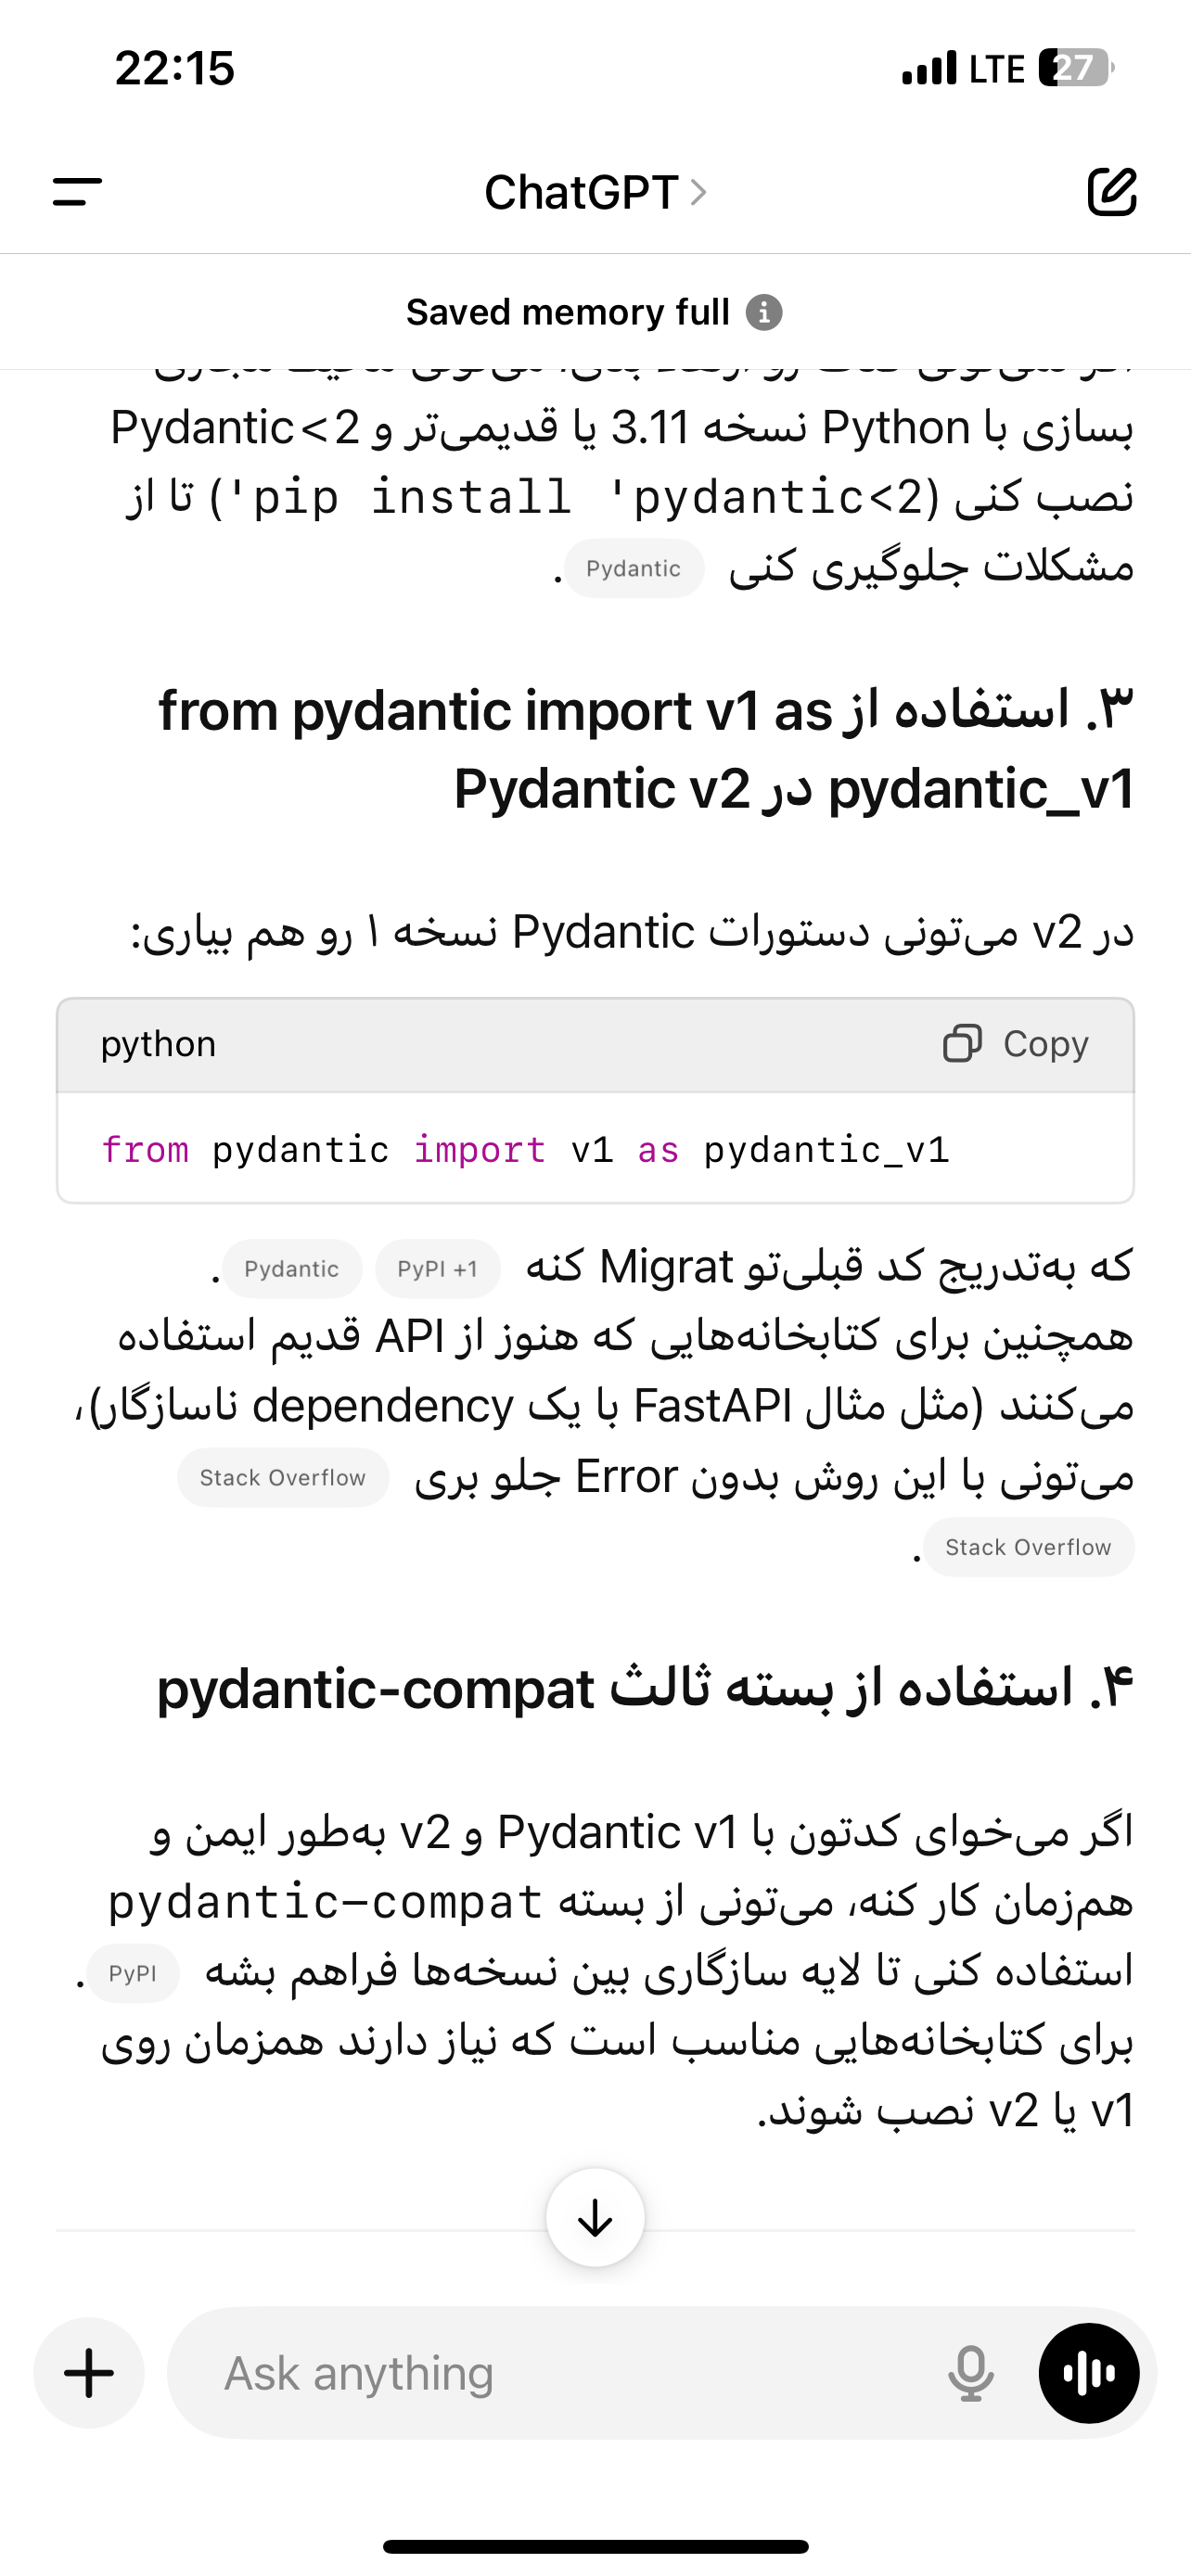 22:15
LTE 27
ChatGPT
Saved memory full
بسازی با Python نسخه 3.11 یا قدیمی‌تر و Pydantic<2
نصب کنی (pip install 'pydantic<2') تا از
مشکلات جلوگیری کنی Pydantic.
۳. استفاده از from pydantic import v1 as
pydantic_v1 در Pydantic v2
در v2 می‌تونی دستورات Pydantic نسخه ۱ رو هم بیاری:
python Copy
from pydantic import v1 as pydantic_v1
که به‌تدریج کد قبلی‌تو Migrat کنه PyPI +1 Pydantic.
همچنین برای کتابخانه‌هایی که هنوز از API قدیم استفاده
می‌کنند (مثل مثال FastAPI با یک dependency ناسازگار)،
می‌تونی با این روش بدون Error جلو بری Stack Overflow
Stack Overflow.
۴. استفاده از بسته ثالث pydantic-compat
اگر می‌خوای کدتون با Pydantic v1 و v2 به‌طور ایمن و
هم‌زمان کار کنه، می‌تونی از بسته pydantic-compat
استفاده کنی تا لایه سازگاری بین نسخه‌ها فراهم بشه PyPI.
برای کتابخانه‌هایی مناسب است که نیاز دارند همزمان روی
v1 یا v2 نصب شوند.
Ask anything